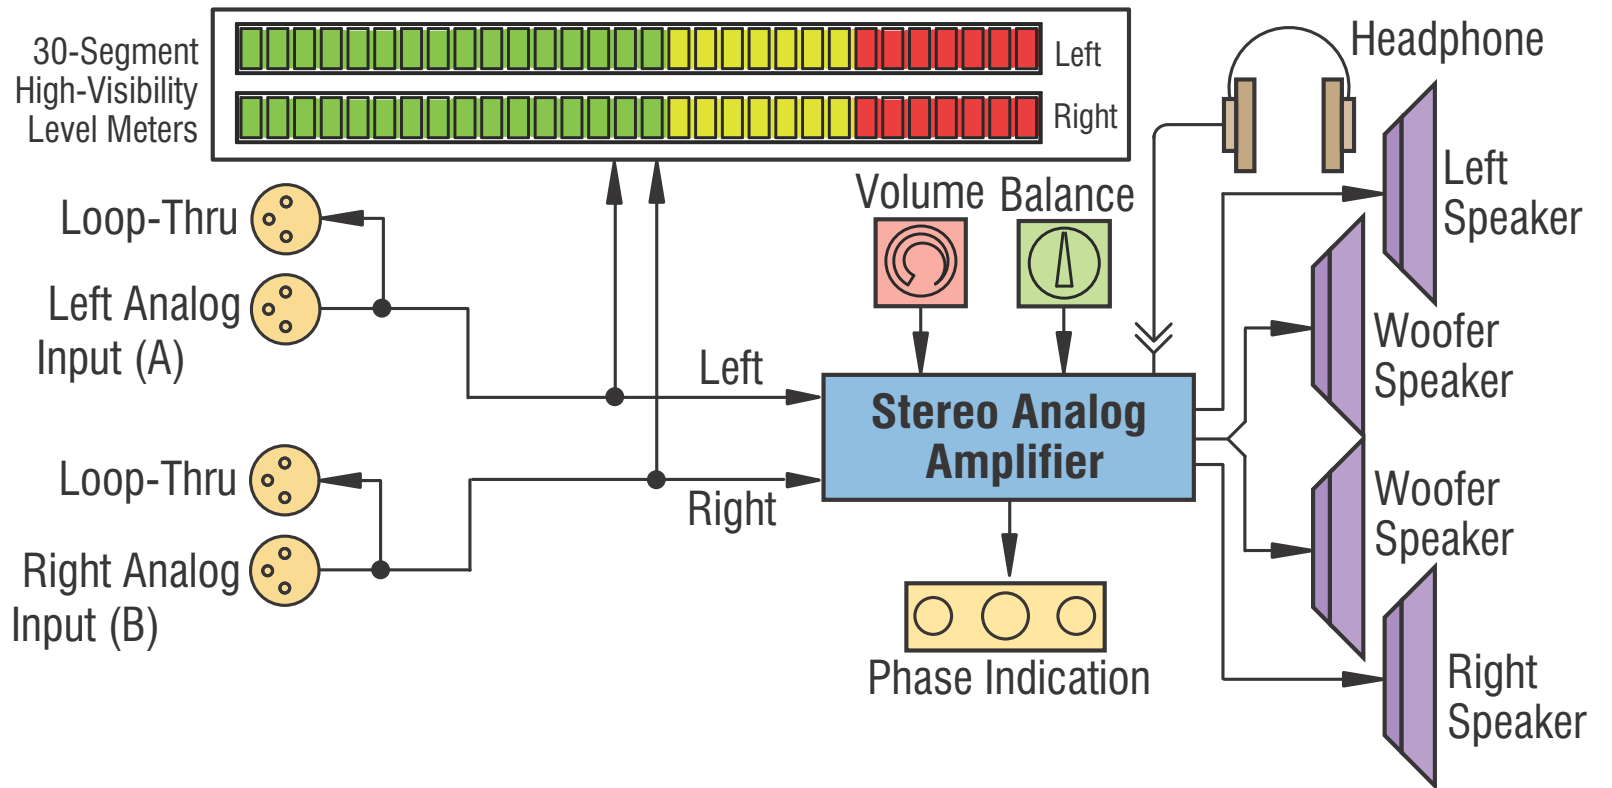 30-Segment
High-Visibility
Level Meters
Left
Right
Headphone
Loop-Thru
Left Analog
Input (A)
Volume
Balance
Left
Speaker
Woofer
Speaker
Left
Stereo Analog
Amplifier
Loop-Thru
Right
Woofer
Speaker
Right Analog
Input (B)
Phase Indication
Right
Speaker